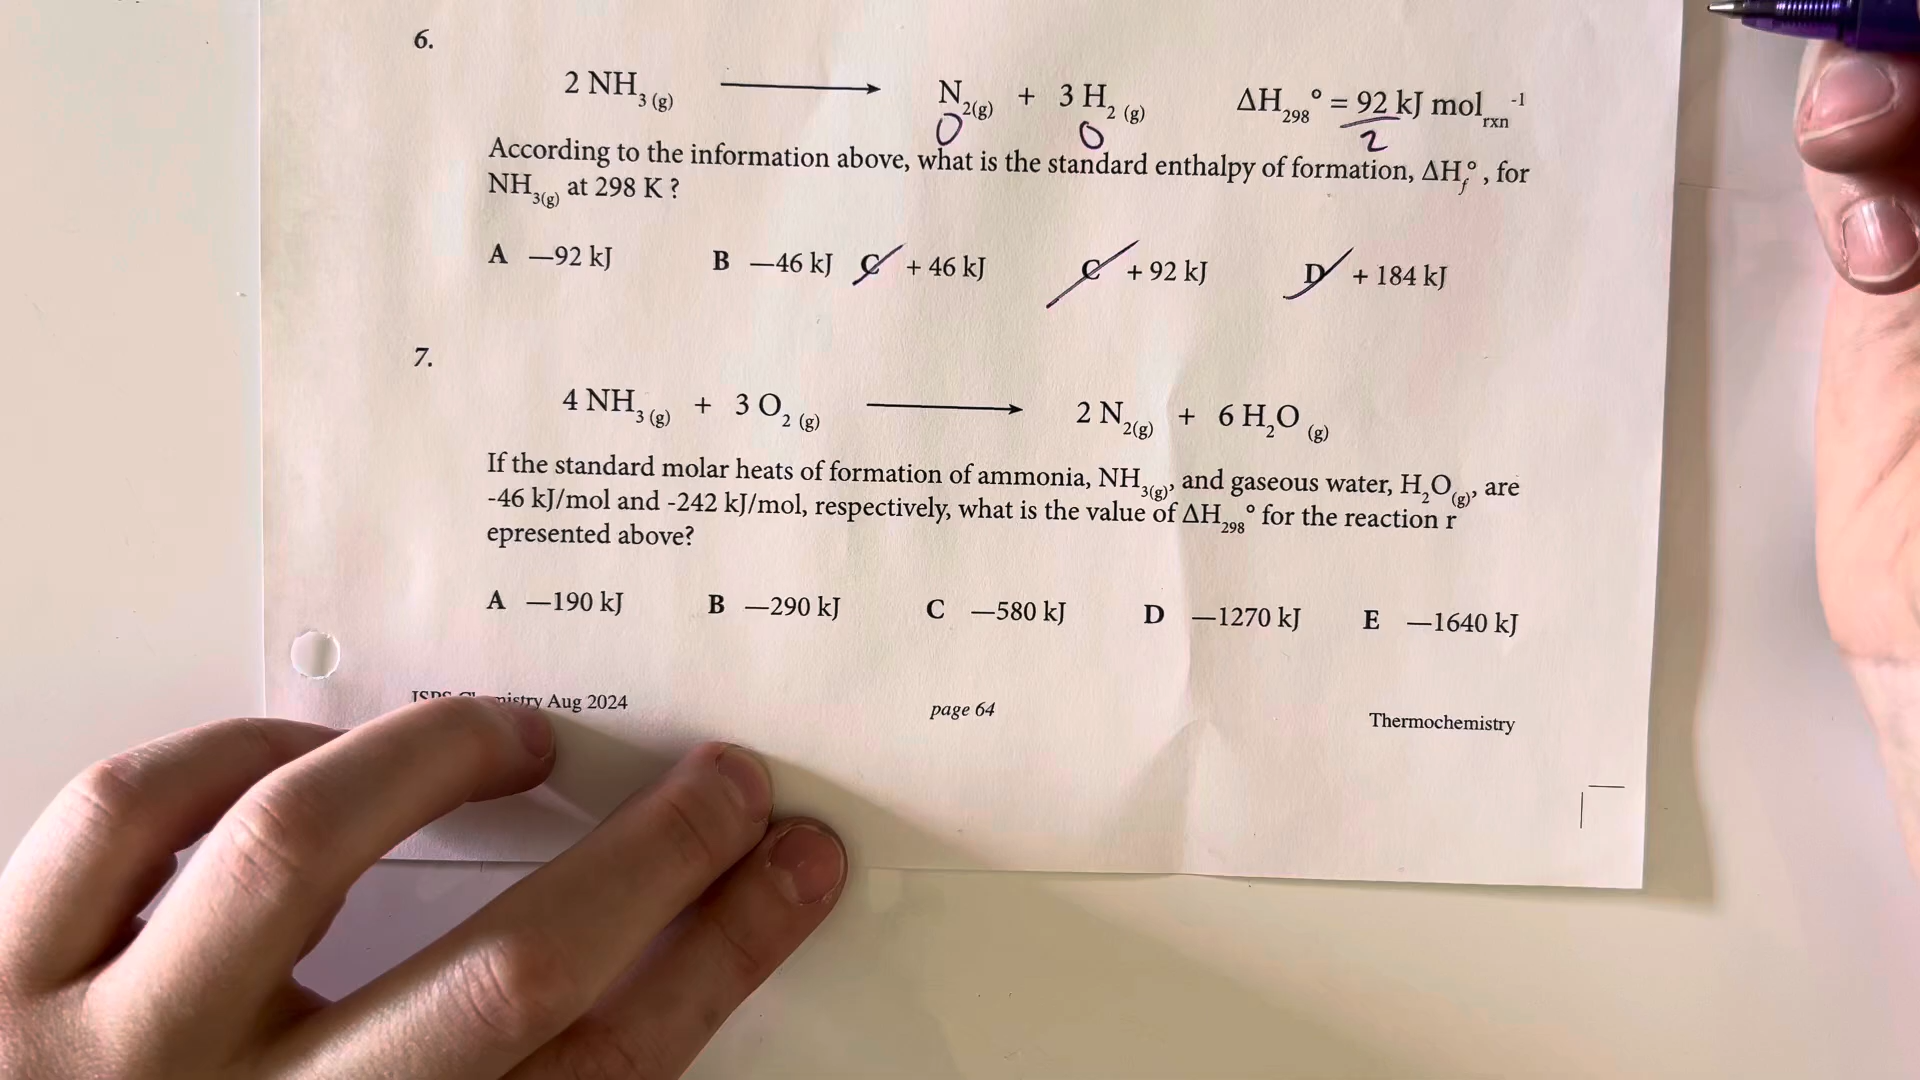 6.
2 NH3 (g) ⟶ N2(g) + 3 H2 (g) ΔH298° = 92 kJ molrxn-1
0 0 2
According to the information above, what is the standard enthalpy of formation, ΔHf°, for
NH3(g) at 298 K ?
A —92 kJ B —46 kJ C + 46 kJ C + 92 kJ D + 184 kJ
7.
4 NH3 (g) + 3 O2 (g) ⟶ 2 N2(g) + 6 H2O (g)
If the standard molar heats of formation of ammonia, NH3(g), and gaseous water, H2O(g), are
-46 kJ/mol and -242 kJ/mol, respectively, what is the value of ΔH298° for the reaction r
epresented above?
A —190 kJ B —290 kJ C —580 kJ D —1270 kJ E —1640 kJ
Aug 2024 page 64 Thermochemistry